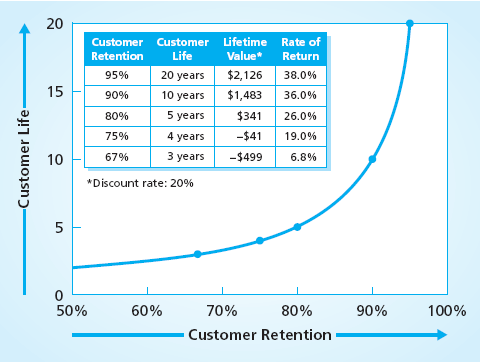 20
Customer Retention Customer Life Lifetime Value* Rate of Return
95% 20 years $2,126 38.0%
90% 10 years $1,483 36.0%
80% 5 years $341 26.0%
75% 4 years –$41 19.0%
67% 3 years –$499 6.8%
*Discount rate: 20%
15
10
5
0
Customer Life
50% 60% 70% 80% 90% 100%
Customer Retention